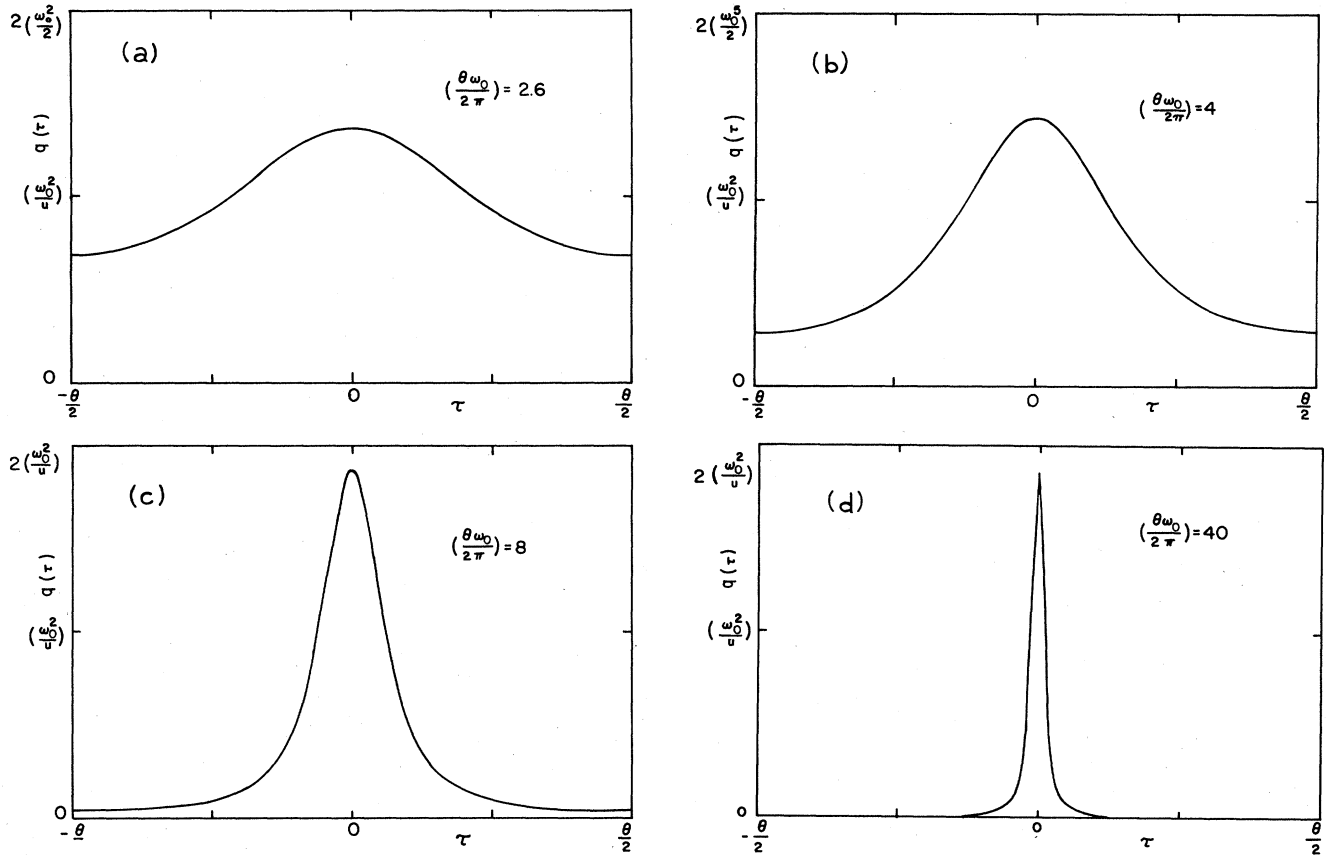 2(ω₀²/2)
(a)
(θω₀/2π) = 2.6
q(τ)
(ω₀²/u)
0
-θ/2
0
τ
θ/2
2(ω₀⁵/2)
(b)
(θω₀/2π) = 4
q(τ)
(ω₀²/u)
0
-θ/2
0
τ
θ/2
2(ω₀²/u)
(c)
(θω₀/2π) = 8
q(τ)
(ω₀²/u)
0
-θ/2
0
τ
θ/2
2(ω₀²/u)
(d)
(θω₀/2π) = 40
q(τ)
(ω₀²/u)
0
-θ/2
0
τ
θ/2